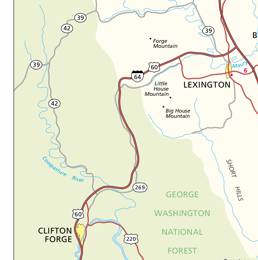 39
39
Forge
Mountain
39
42
60
64
LEXINGTON
Little
House
Mountain
Big House
Mountain
6
42
Cowpasture River
SHORT HILLS
269
GEORGE
WASHINGTON
NATIONAL
FOREST
60
CLIFTON
FORGE
220